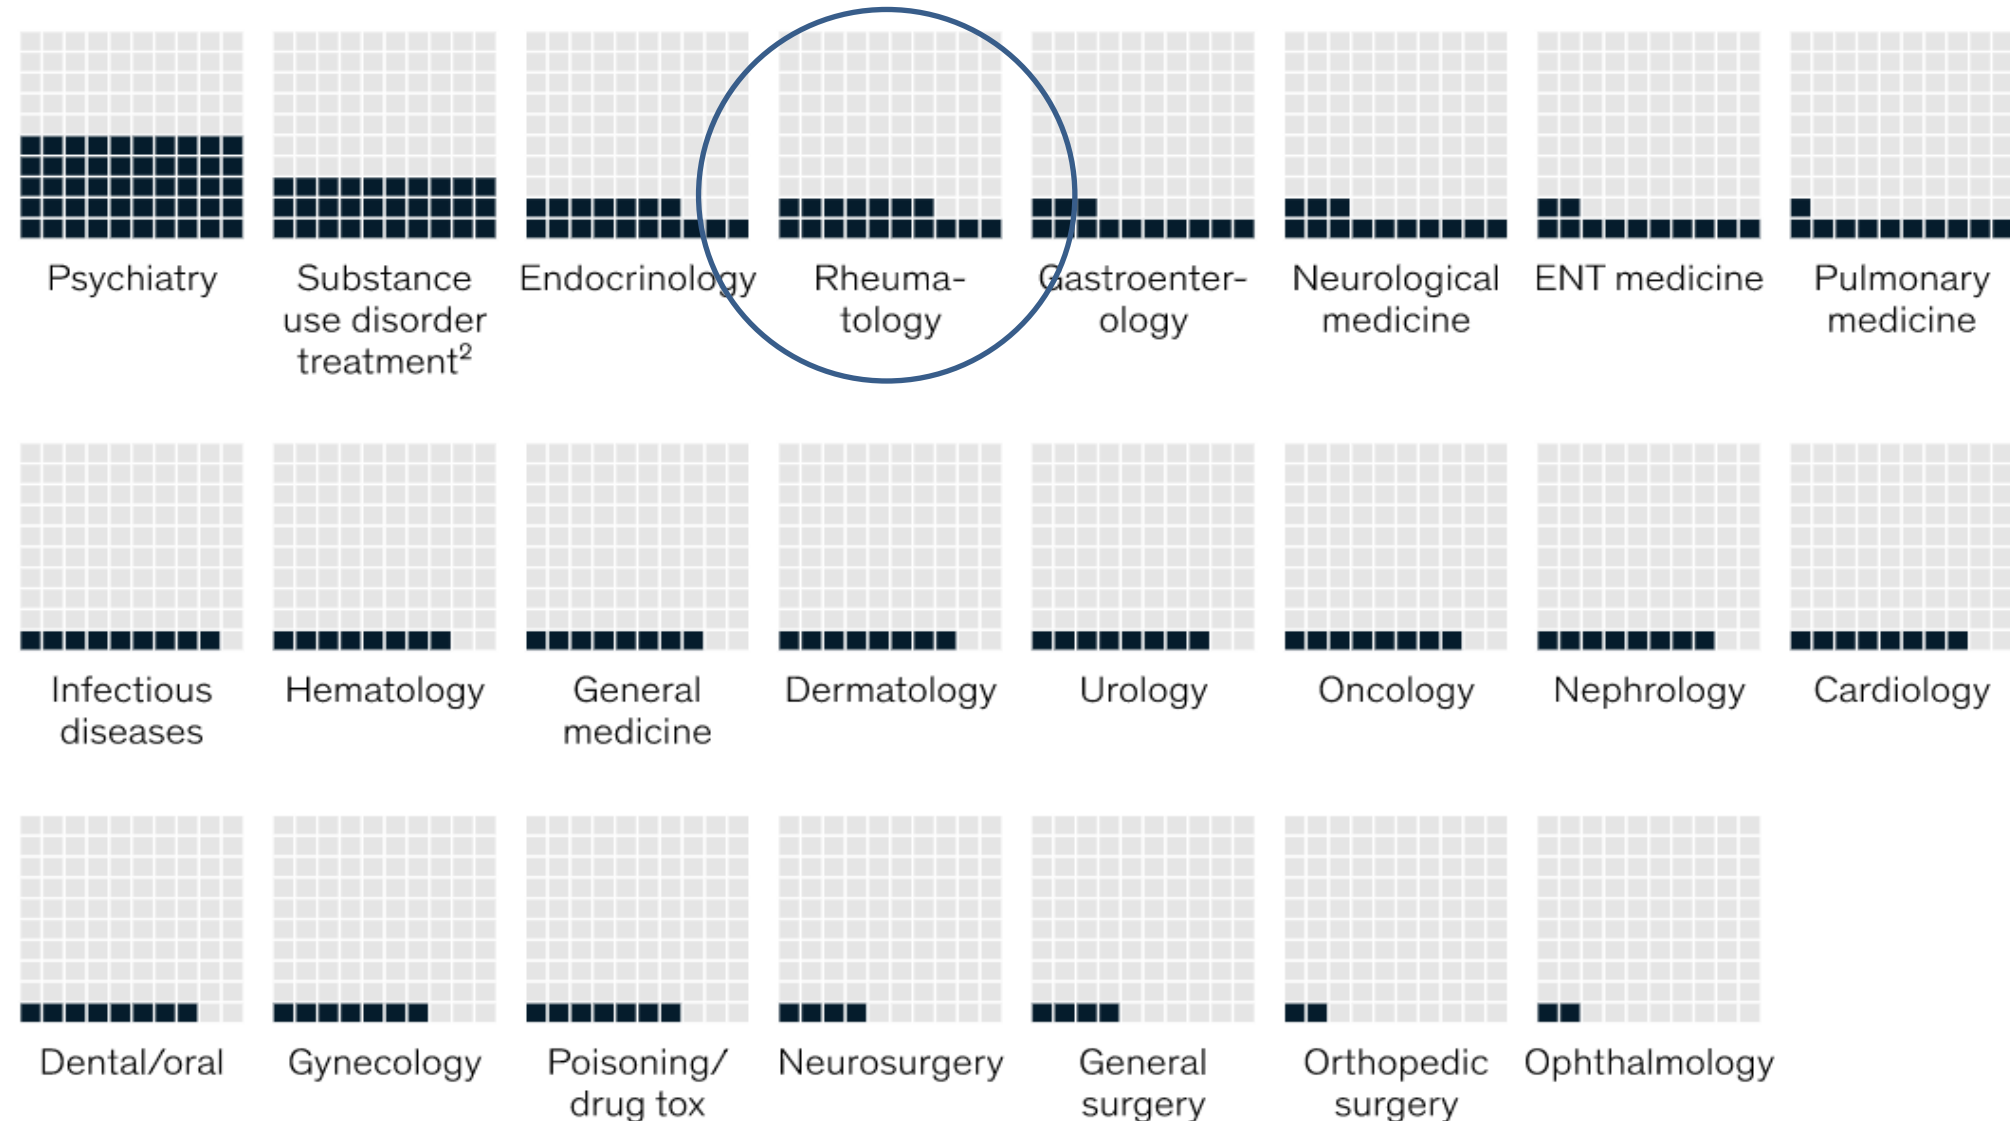 Psychiatry
Substance
use disorder
treatment²
Endocrinology
Rheuma-
tology
Gastroenter-
ology
Neurological
medicine
ENT medicine
Pulmonary
medicine
Infectious
diseases
Hematology
General
medicine
Dermatology
Urology
Oncology
Nephrology
Cardiology
Dental/oral
Gynecology
Poisoning/
drug tox
Neurosurgery
General
surgery
Orthopedic
surgery
Ophthalmology